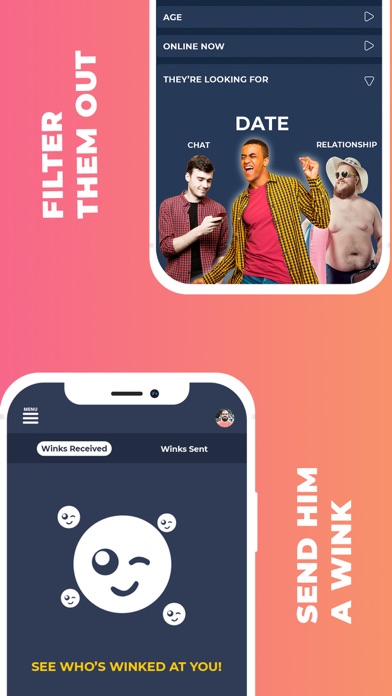 FILTER
THEM OUT
AGE
ONLINE NOW
THEY'RE LOOKING FOR
DATE
CHAT
RELATIONSHIP
MENU
Winks Received
Winks Sent
SEE WHO'S WINKED AT YOU!
SEND HIM
A WINK